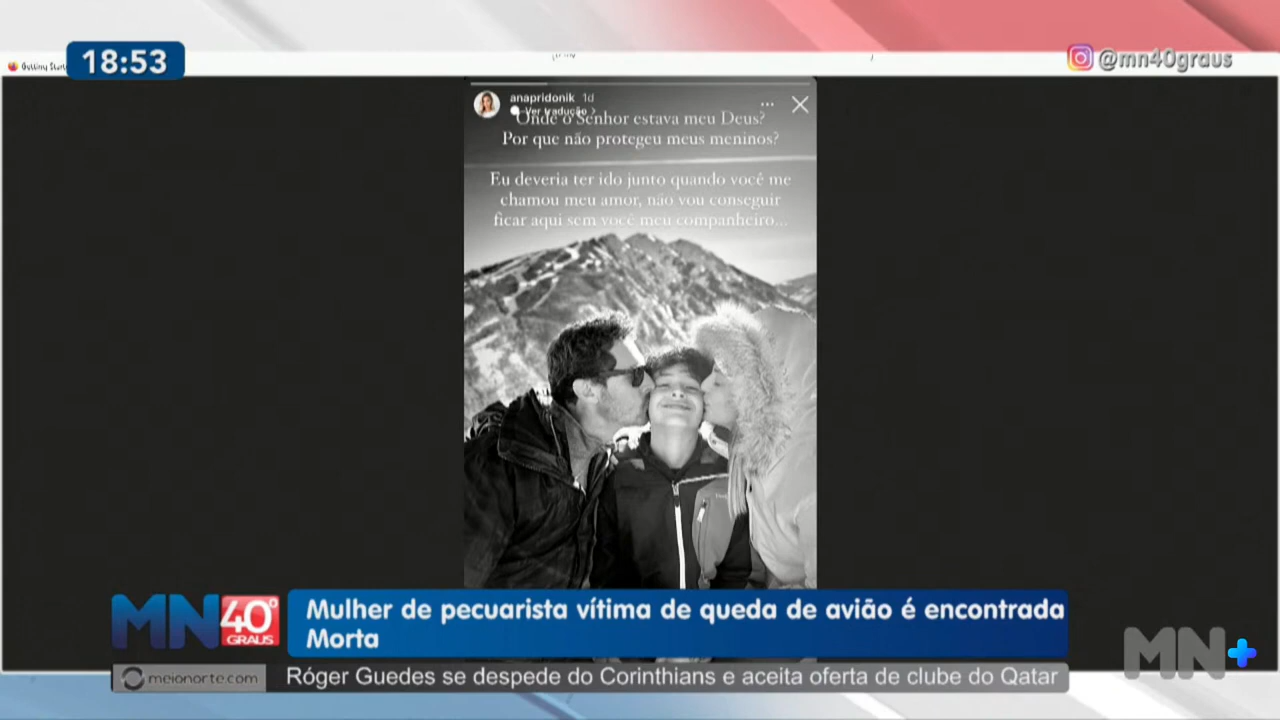 18:53
@mn40graus
anapridonik 1d
Ver tradução >
Onde o Senhor estava meu Deus?
Por que não protegeu meus meninos?
Eu deveria ter ido junto quando você me
chamou meu amor, não vou conseguir
ficar aqui sem você meu companheiro...
MN 40°
GRAUS
Mulher de pecuarista vítima de queda de avião é encontrada
Morta
MN+
meionorte.com
Róger Guedes se despede do Corinthians e aceita oferta de clube do Qatar